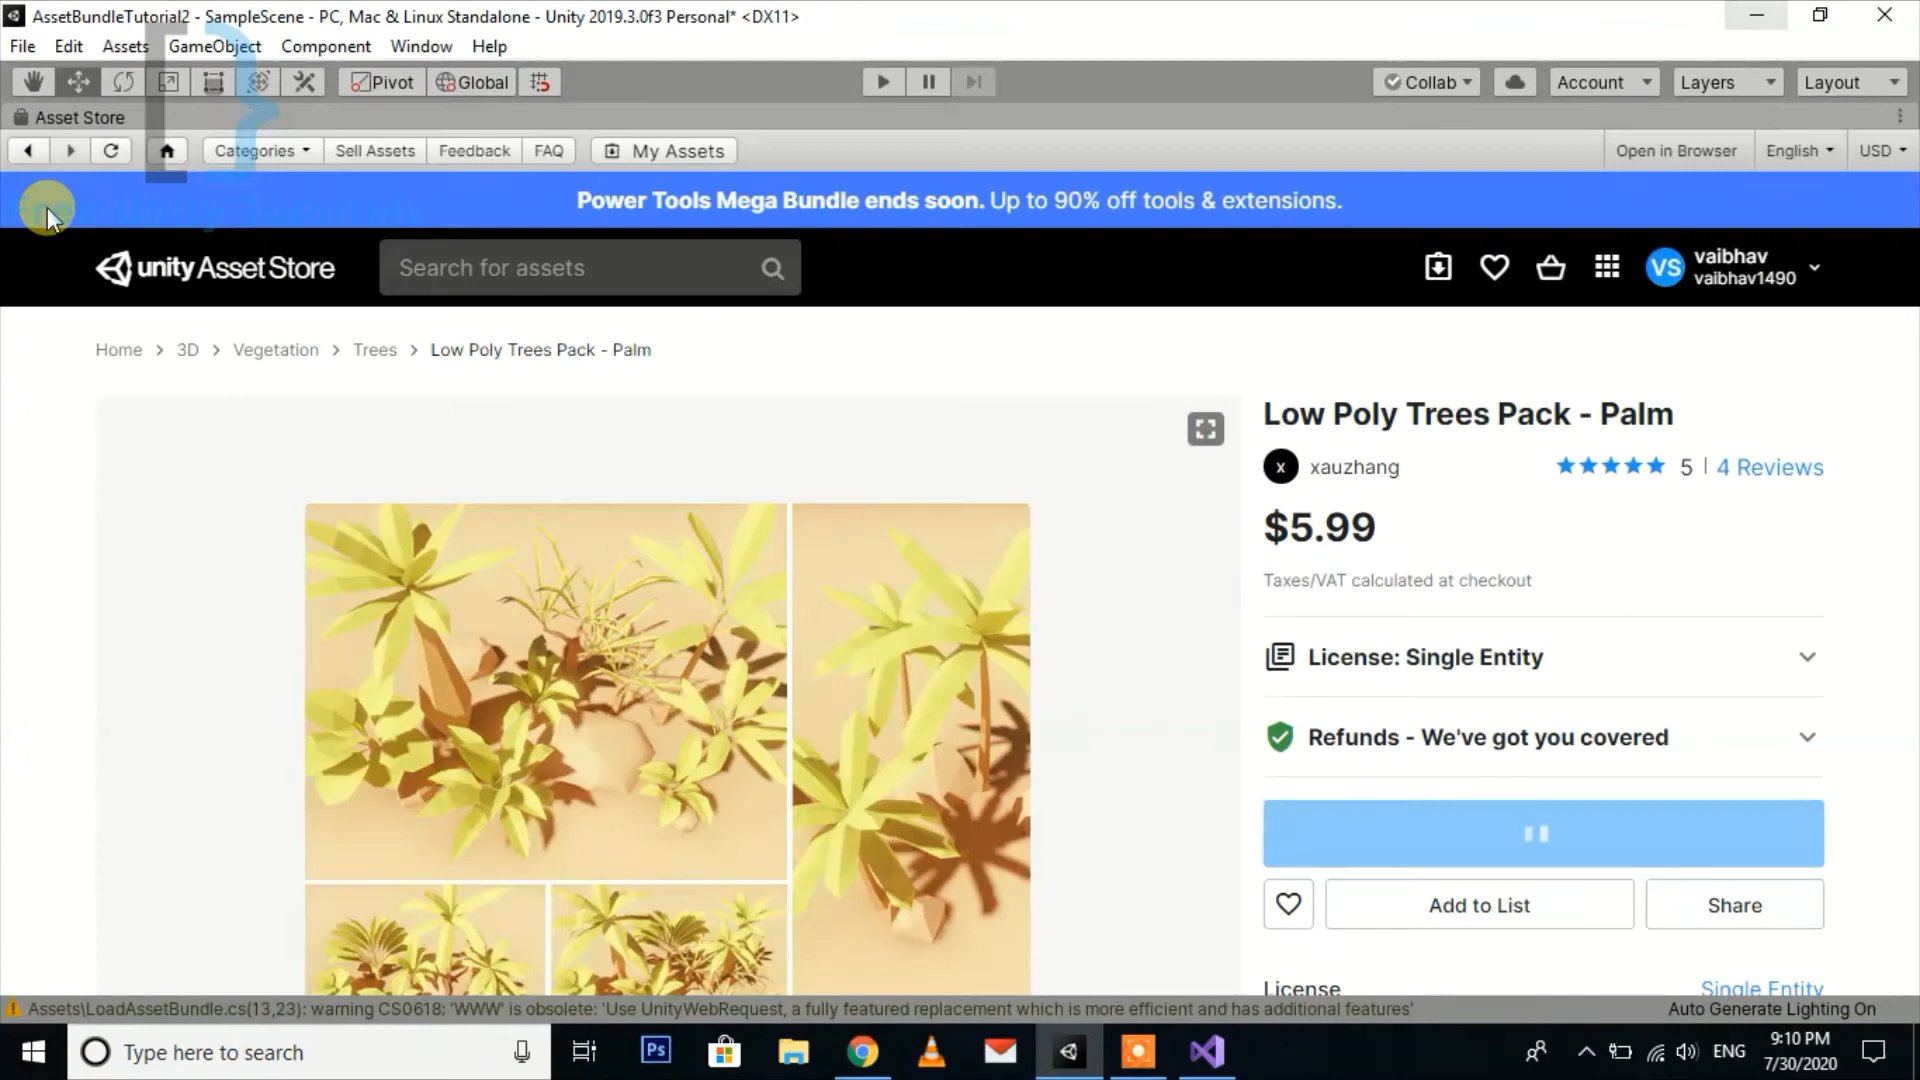 AssetBundleTutorial2 - SampleScene - PC, Mac & Linux Standalone - Unity 2019.3.0f3 Personal* <DX11>
File Edit Assets GameObject Component Window Help
Pivot Global Collab Account Layers Layout
Asset Store
Categories Sell Assets Feedback FAQ My Assets Open in Browser English USD
Power Tools Mega Bundle ends soon. Up to 90% off tools & extensions.
unity Asset Store Search for assets VS vaibhav
vaibhav1490
Home > 3D > Vegetation > Trees > Low Poly Trees Pack - Palm
Low Poly Trees Pack - Palm
x xauzhang 5 | 4 Reviews
$5.99
Taxes/VAT calculated at checkout
License: Single Entity
Refunds - We've got you covered
Add to List Share
License Single Entity
Assets\LoadAssetBundle.cs(13,23): warning CS0618: 'WWW' is obsolete: 'Use UnityWebRequest, a fully featured replacement which is more efficient and has additional features' Auto Generate Lighting On
Type here to search Ps ENG 9:10 PM
7/30/2020